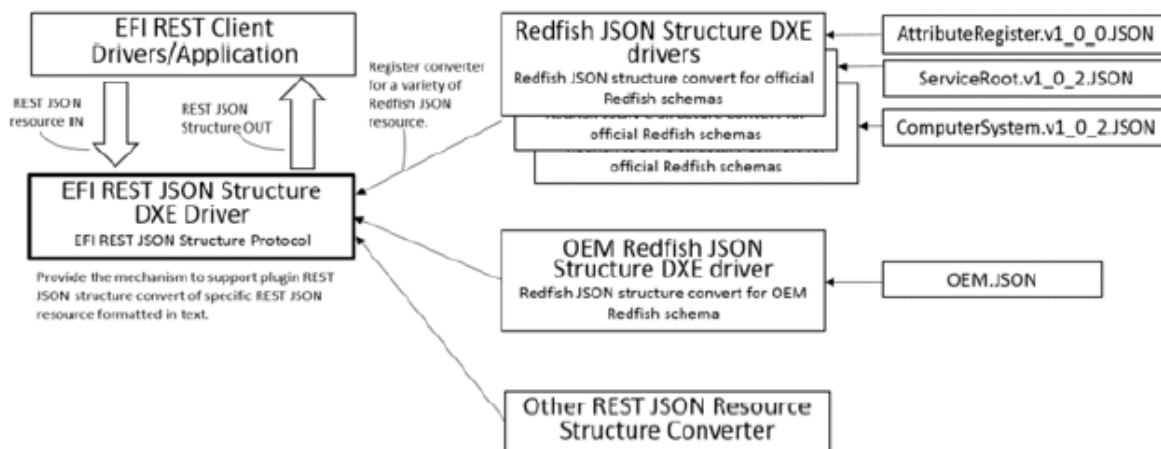 EFI REST Client
Drivers/Application
REST JSON
resource IN
REST JSON
Structure OUT
Register converter
for a variety of
Redfish JSON
resource.
EFI REST JSON Structure
DXE Driver
EFI REST JSON Structure Protocol
Provide the mechanism to support plugin REST
JSON structure convert of specific REST JSON
resource formatted in text.
Redfish JSON Structure DXE
drivers
Redfish JSON structure convert for official
Redfish schemas
official Redfish schemas
official Redfish schemas
AttributeRegister.v1_0_0.JSON
ServiceRoot.v1_0_2.JSON
ComputerSystem.v1_0_2.JSON
OEM Redfish JSON
Structure DXE driver
Redfish JSON structure convert for OEM
Redfish schema
OEM.JSON
Other REST JSON Resource
Structure Converter